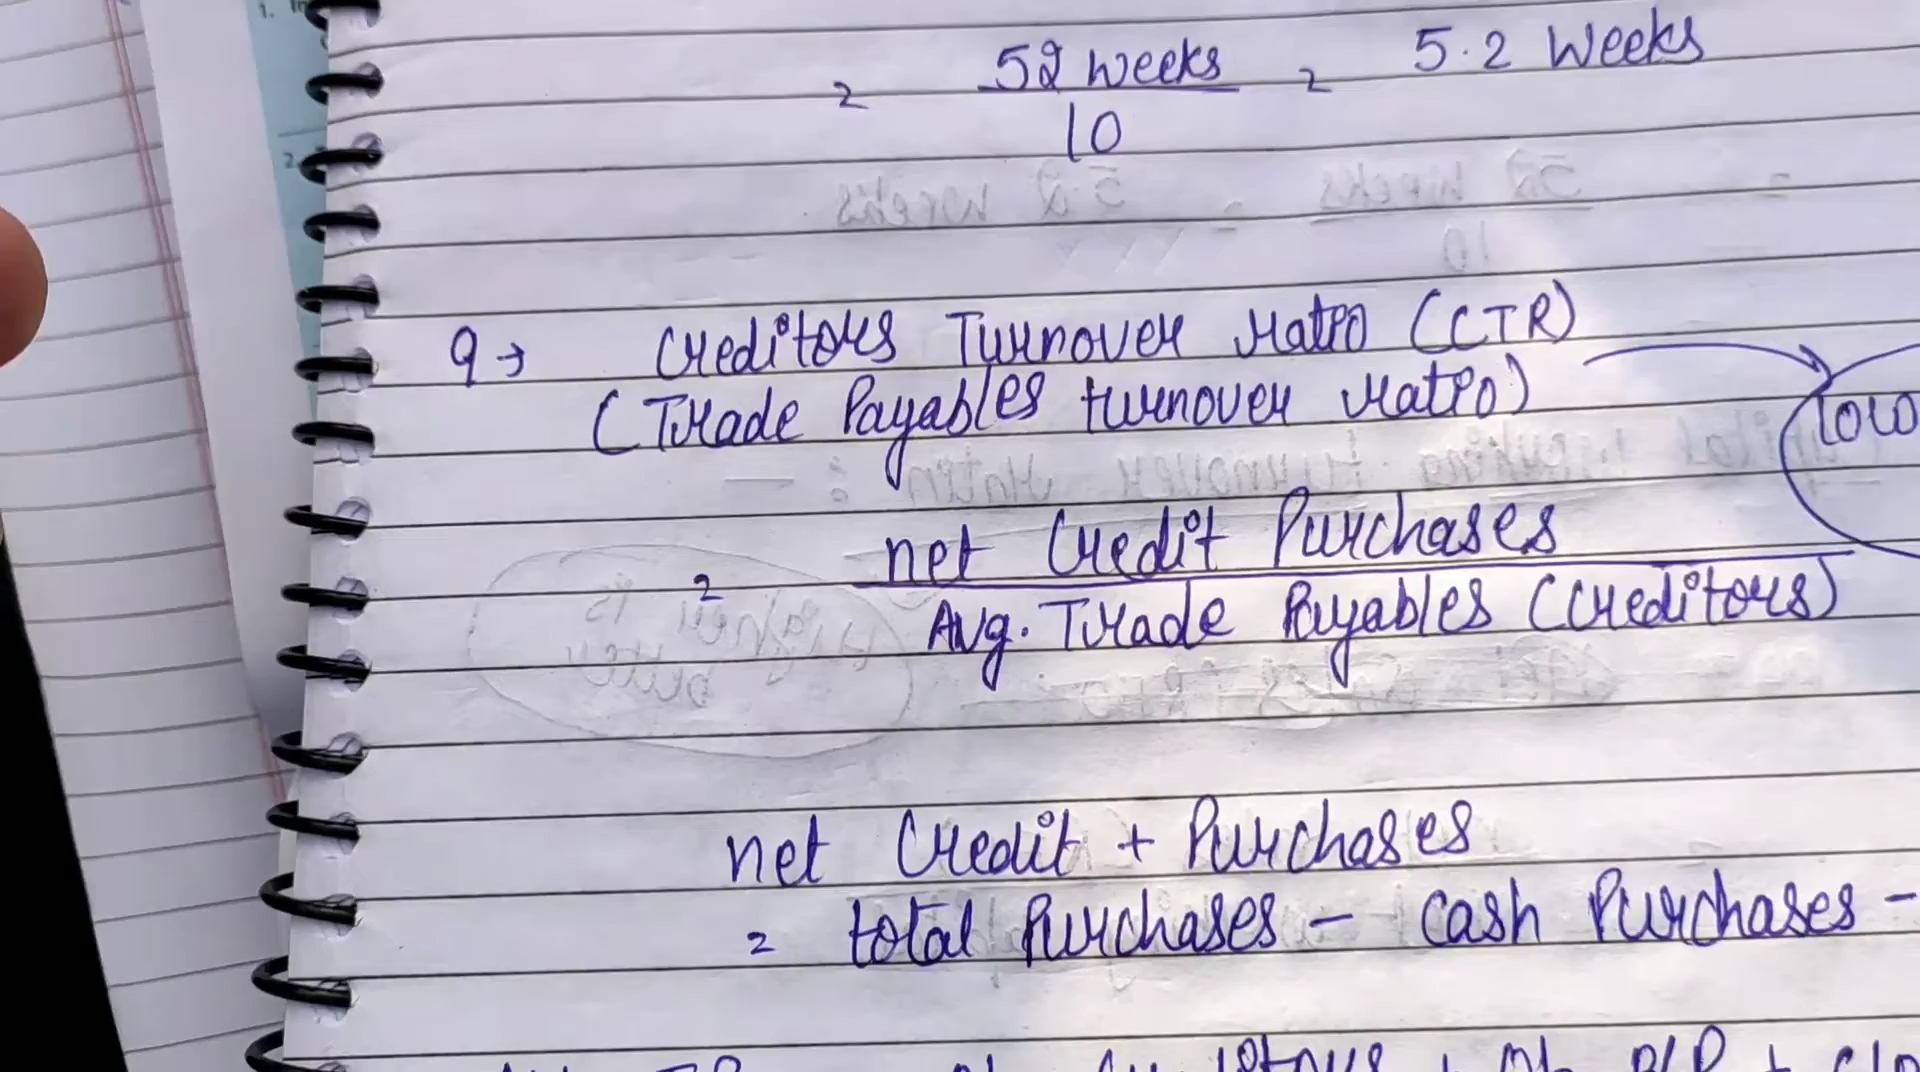 = 52 weeks = 5.2 weeks
10
9→ Creditors Turnover ratio (CTR)
(Trade Payables turnover ratio)
low
= net Credit Purchases
Avg. Trade Payables (Creditors)
net Credit + Purchases
= total Purchases - Cash Purchases -